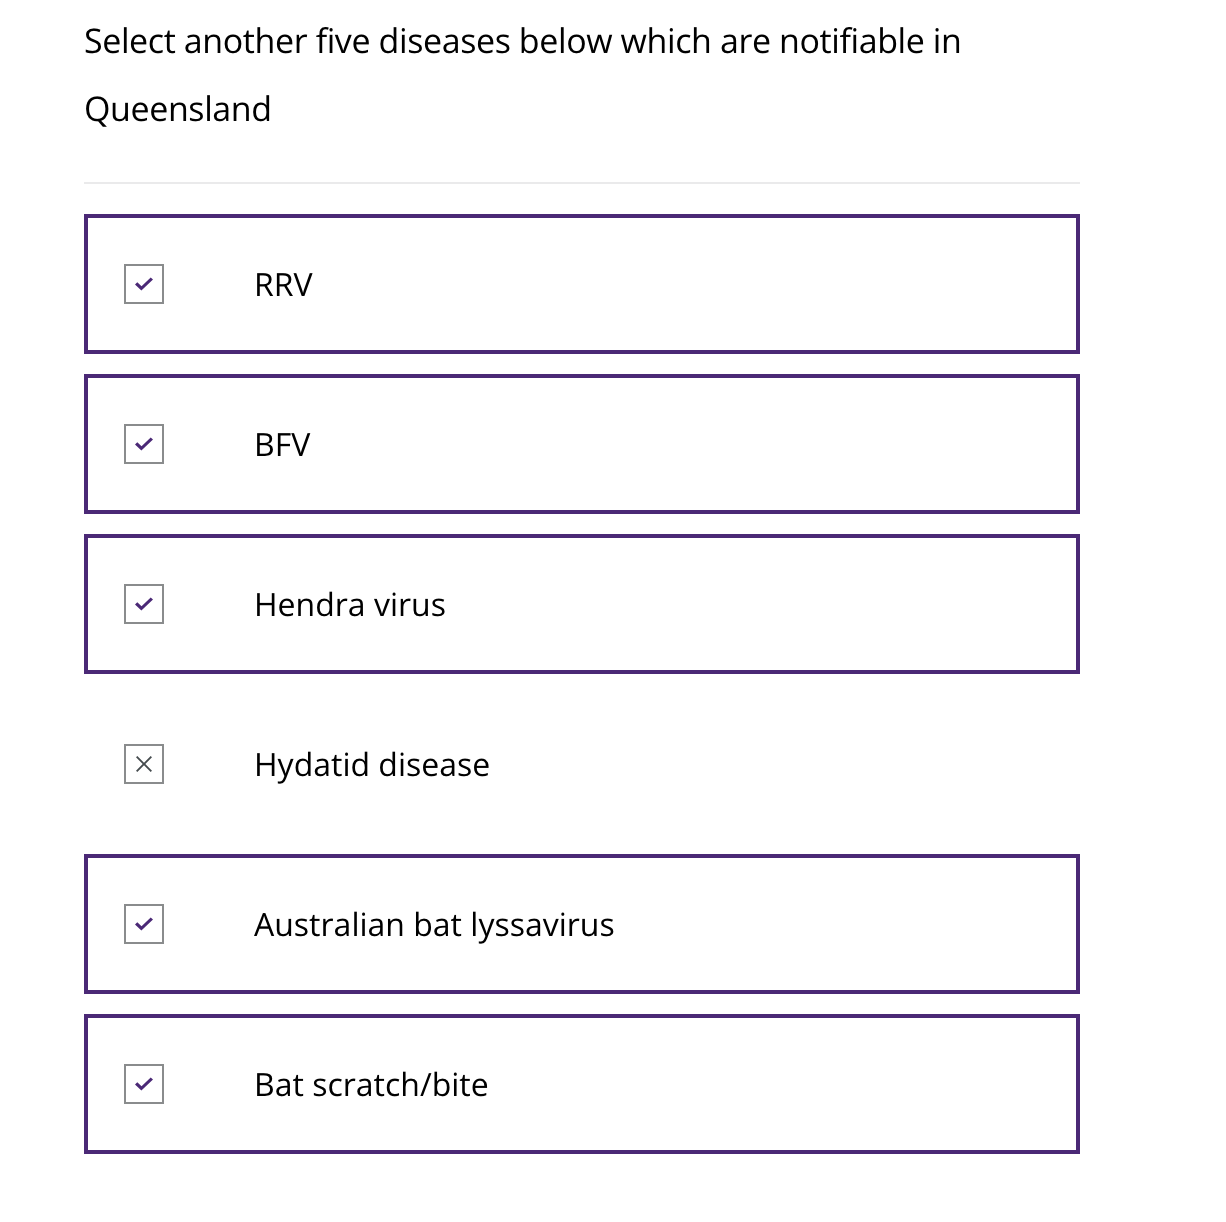 Select another five diseases below which are notifiable in
Queensland
RRV
BFV
Hendra virus
Hydatid disease
Australian bat lyssavirus
Bat scratch/bite